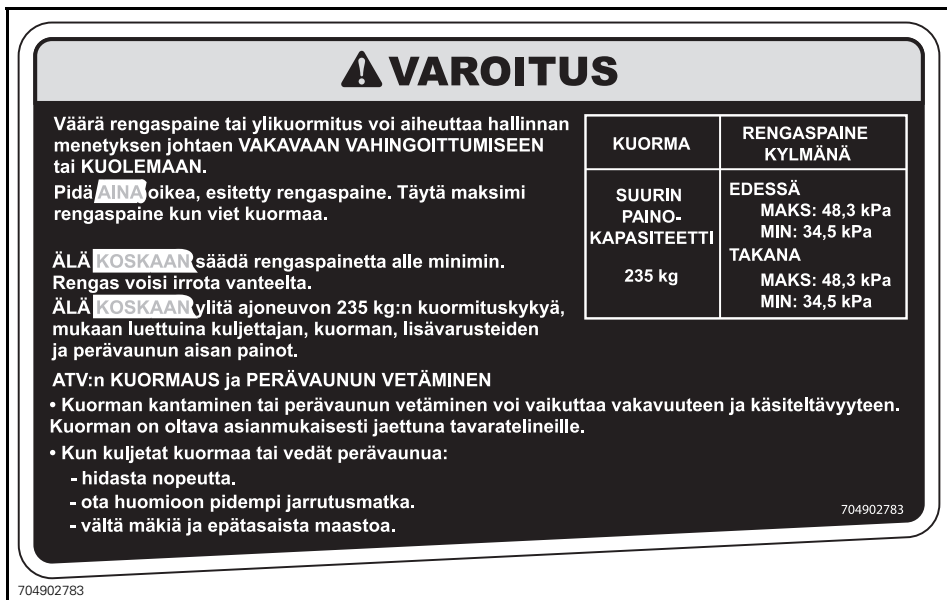 VAROITUS
Väärä rengaspaine tai ylikuormitus voi aiheuttaa hallinnan
menetyksen johtaen VAKAVAAN VAHINGOITTUMISEEN
tai KUOLEMAAN.
Pidä AINA oikea, esitetty rengaspaine. Täytä maksimi
rengaspaine kun viet kuormaa.
ÄLÄ KOSKAAN säädä rengaspainetta alle minimin.
Rengas voisi irrota vanteelta.
ÄLÄ KOSKAAN ylitä ajoneuvon 235 kg:n kuormituskykyä,
mukaan luettuina kuljettajan, kuorman, lisävarusteiden
ja perävaunun aisan painot.
KUORMA
RENGASPAINE
KYLMÄNÄ
SUURIN
PAINO-
KAPASITEETTI
235 kg
EDESSÄ
MAKS: 48,3 kPa
MIN: 34,5 kPa
TAKANA
MAKS: 48,3 kPa
MIN: 34,5 kPa
ATV:n KUORMAUS ja PERÄVAUNUN VETÄMINEN
• Kuorman kantaminen tai perävaunun vetäminen voi vaikuttaa vakavuuteen ja käsiteltävyyteen.
Kuorman on oltava asianmukaisesti jaettuna tavaratelineille.
• Kun kuljetat kuormaa tai vedät perävaunua:
- hidasta nopeutta.
- ota huomioon pidempi jarrutusmatka.
- vältä mäkiä ja epätasaista maastoa.
704902783
704902783